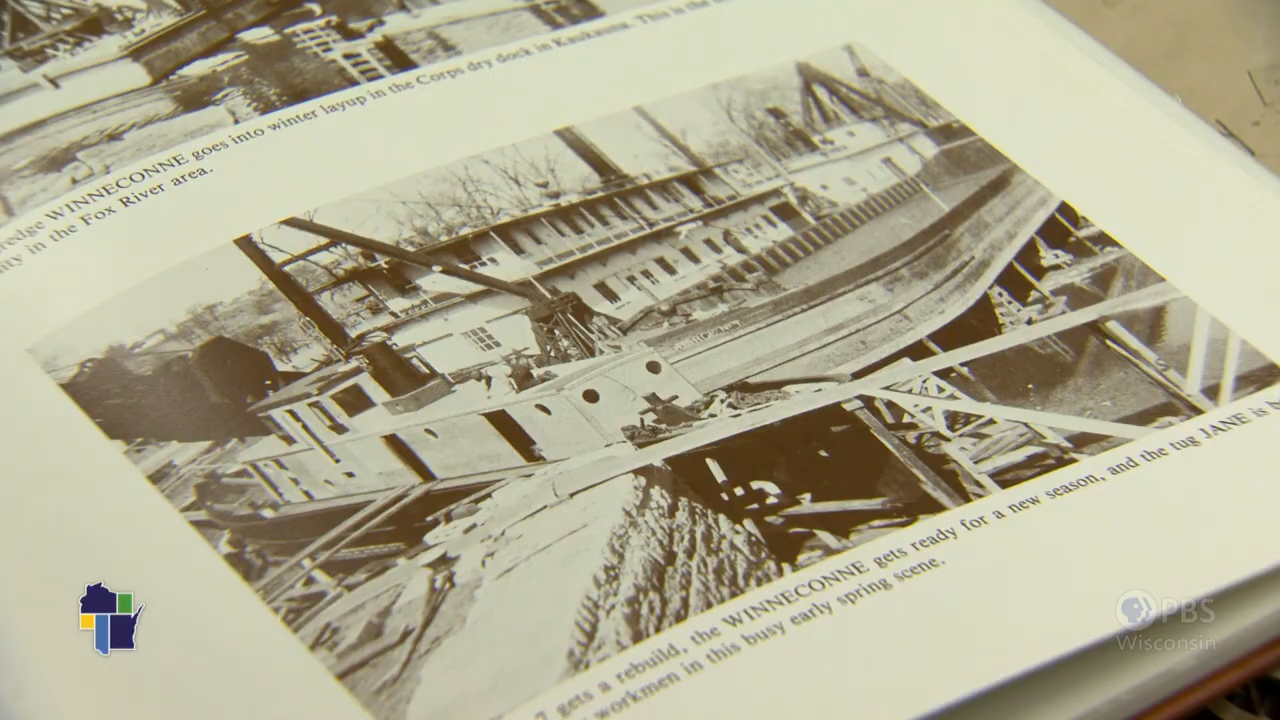 redge WINNECONNE goes into winter layup in the Corps dry dock in Kaukauna. This is the
ity in the Fox River area.
gets a rebuild, the WINNECONNE gets ready for a new season, and the tug JANE is
workmen in this busy early spring scene.
PBS
Wisconsin